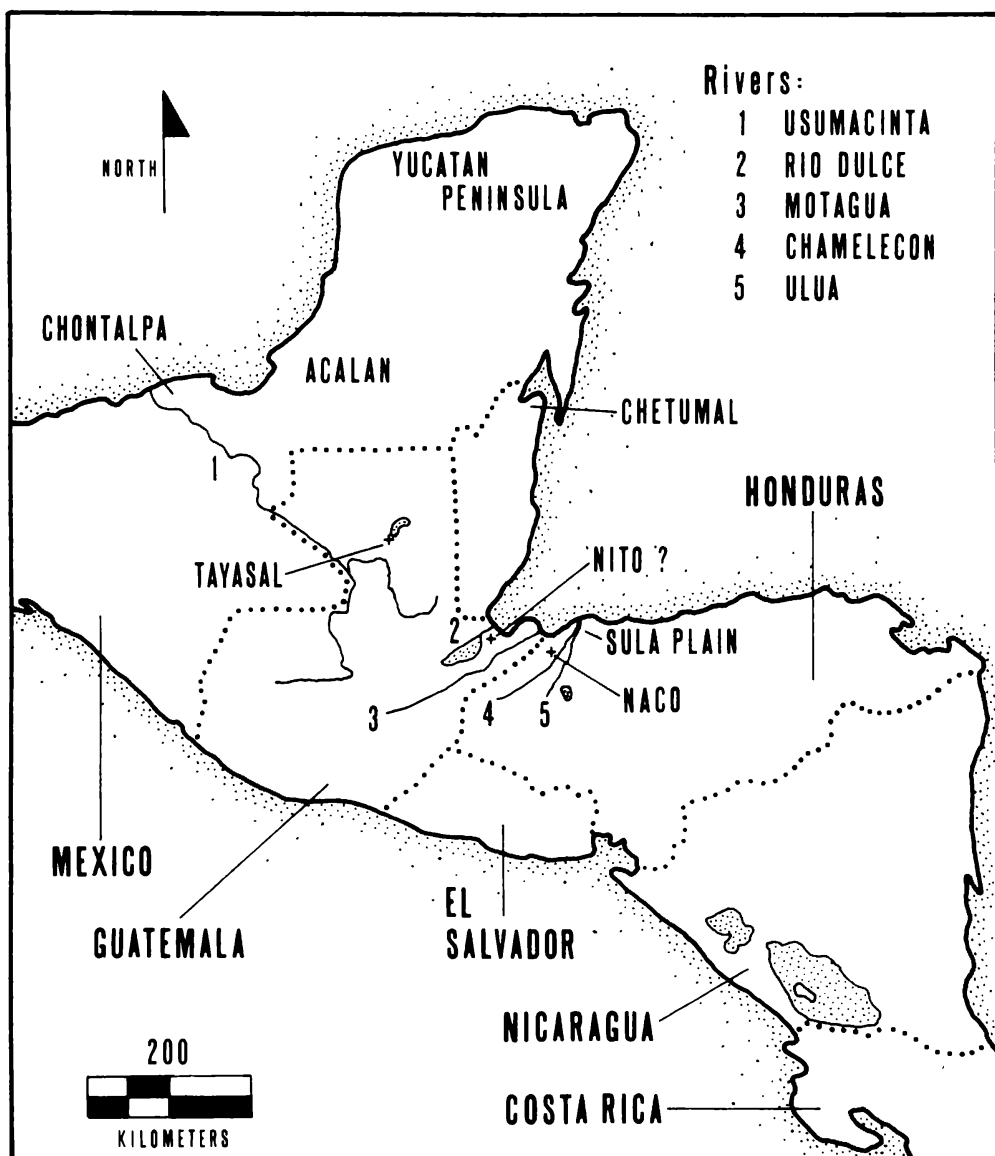 Rivers:
1 USUMACINTA
2 RIO DULCE
3 MOTAGUA
4 CHAMELECON
5 ULUA
NORTH
YUCATAN
PENINSULA
CHONTALPA
ACALAN
CHETUMAL
1
HONDURAS
TAYASAL
NITO ?
2
SULA PLAIN
NACO
3
4
5
MEXICO
GUATEMALA
EL
SALVADOR
NICARAGUA
COSTA RICA
200
KILOMETERS